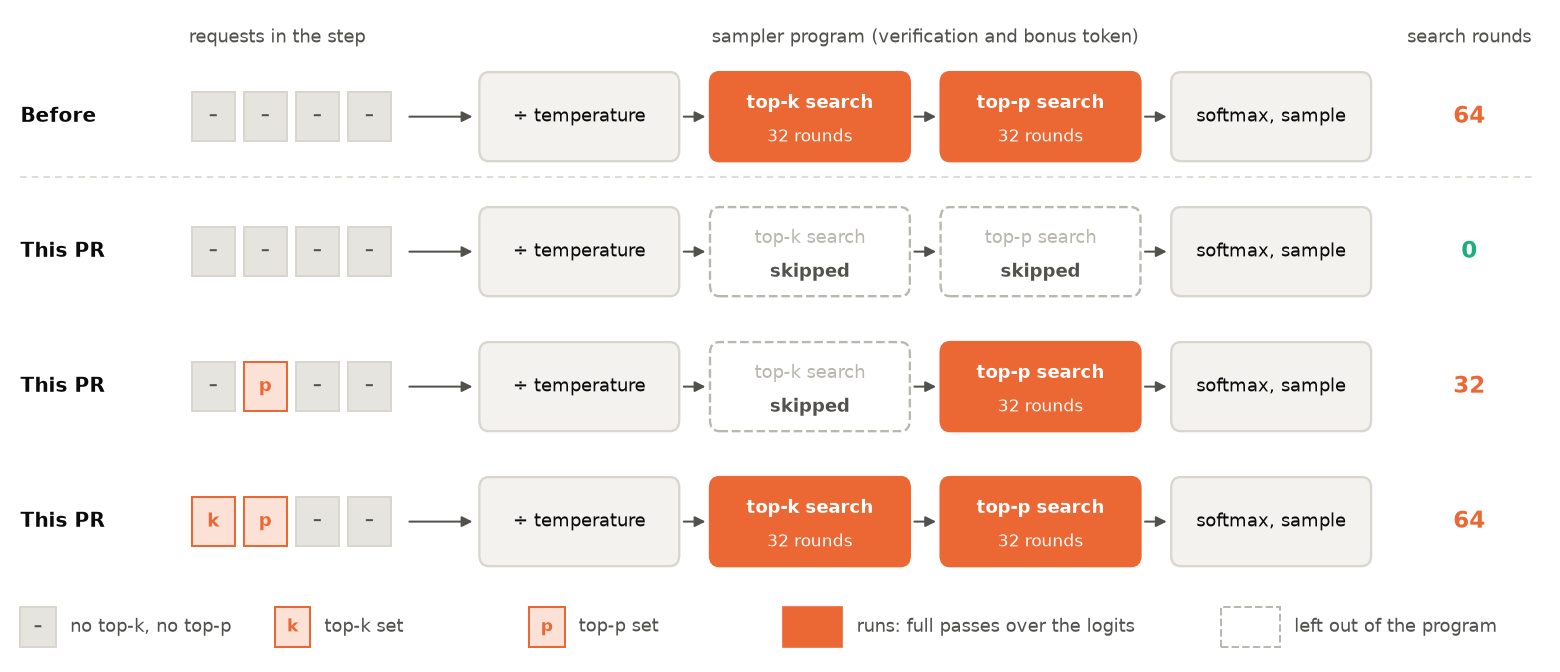 requests in the step sampler program (verification and bonus token) search rounds
Before - - - - ÷ temperature top-k search 32 rounds top-p search 32 rounds softmax, sample 64
This PR - - - - ÷ temperature top-k search skipped top-p search skipped softmax, sample 0
This PR - p - - ÷ temperature top-k search skipped top-p search 32 rounds softmax, sample 32
This PR k p - - ÷ temperature top-k search 32 rounds top-p search 32 rounds softmax, sample 64
- no top-k, no top-p k top-k set p top-p set runs: full passes over the logits left out of the program